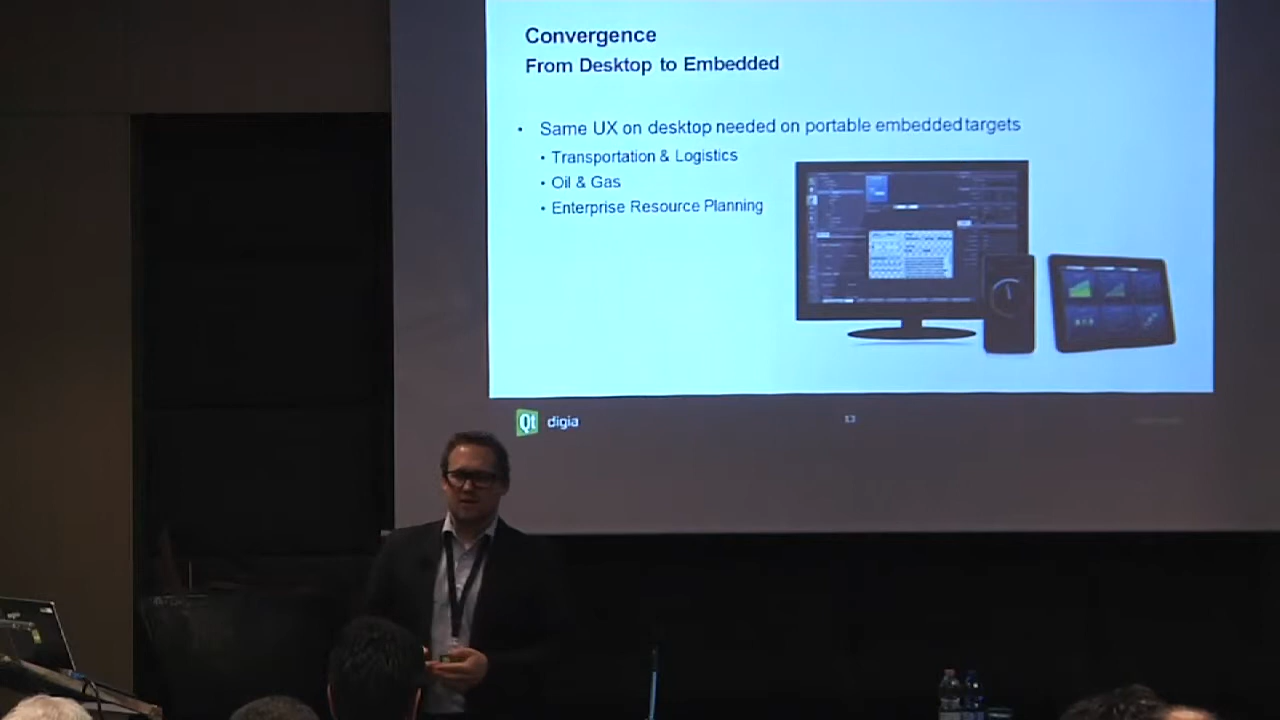 Convergence
From Desktop to Embedded
• Same UX on desktop needed on portable embedded targets
• Transportation & Logistics
• Oil & Gas
• Enterprise Resource Planning
Qt digia
13